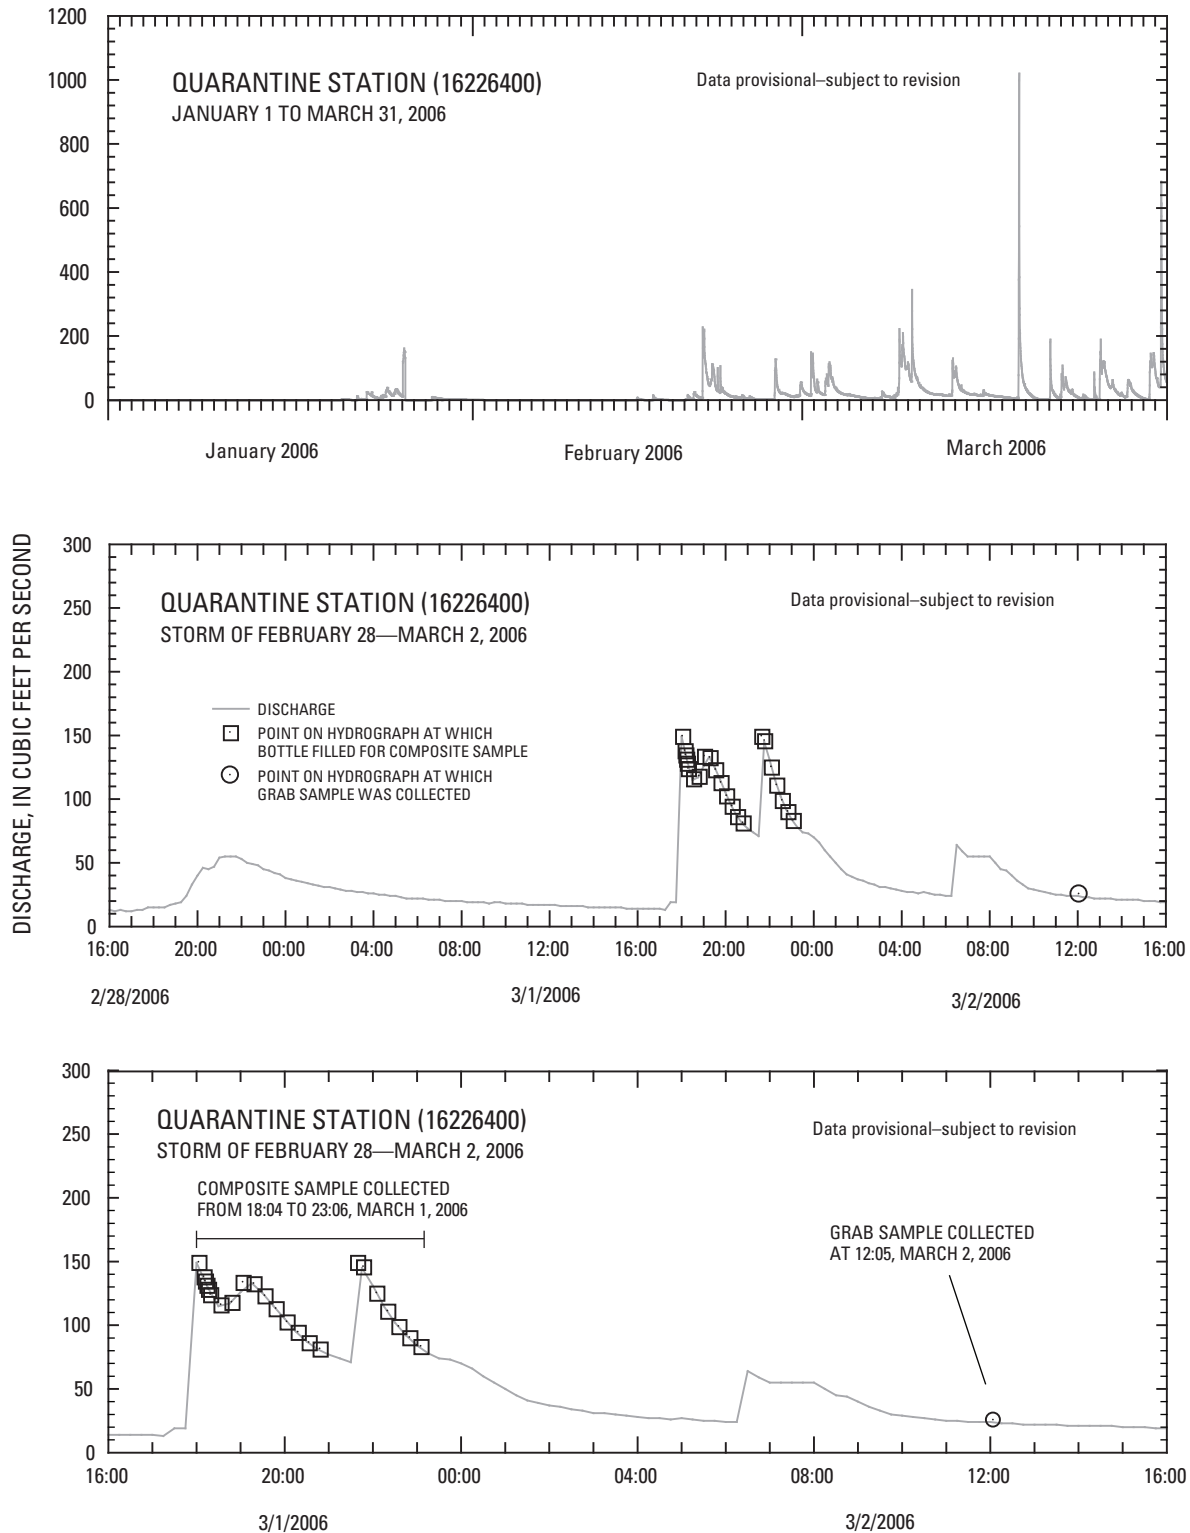 1200
1000
800
600
400
200
0
QUARANTINE STATION (16226400)
JANUARY 1 TO MARCH 31, 2006
Data provisional–subject to revision
January 2006
February 2006
March 2006
DISCHARGE, IN CUBIC FEET PER SECOND
300
250
200
150
100
50
0
QUARANTINE STATION (16226400)
STORM OF FEBRUARY 28—MARCH 2, 2006
Data provisional–subject to revision
DISCHARGE
POINT ON HYDROGRAPH AT WHICH
BOTTLE FILLED FOR COMPOSITE SAMPLE
POINT ON HYDROGRAPH AT WHICH
GRAB SAMPLE WAS COLLECTED
16:00 20:00 00:00 04:00 08:00 12:00 16:00 20:00 00:00 04:00 08:00 12:00 16:00
2/28/2006 3/1/2006 3/2/2006
300
250
200
150
100
50
0
QUARANTINE STATION (16226400)
STORM OF FEBRUARY 28—MARCH 2, 2006
Data provisional–subject to revision
COMPOSITE SAMPLE COLLECTED
FROM 18:04 TO 23:06, MARCH 1, 2006
GRAB SAMPLE COLLECTED
AT 12:05, MARCH 2, 2006
16:00 20:00 00:00 04:00 08:00 12:00 16:00
3/1/2006 3/2/2006